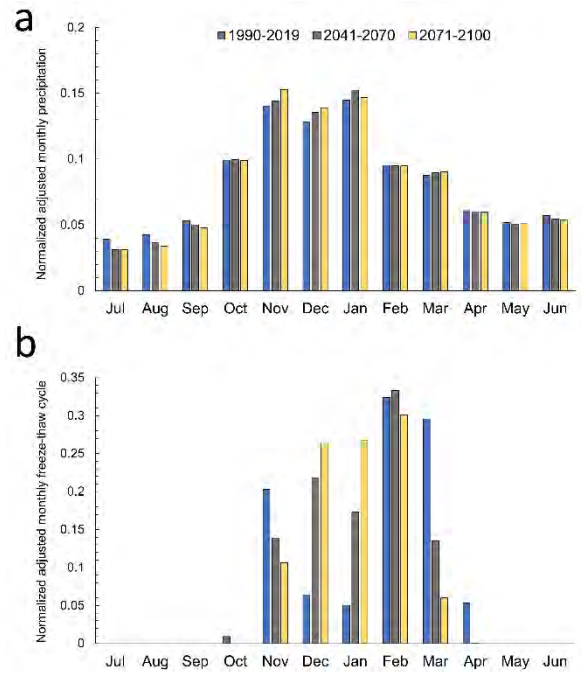 a
1990-2019 2041-2070 2071-2100
Normalized adjusted monthly precipitation
0,2
0.15
0.1
0.05
0
Jul Aug Sep Oct Nov Dec Jan Feb Mar Apr May Jun
b
Normalized adjusted monthly freeze-thaw cycle
0.35
0.3
0.25
0.2
0.15
0.1
0.05
0
Jul Aug Sep Oct Nov Dec Jan Feb Mar Apr May Jun